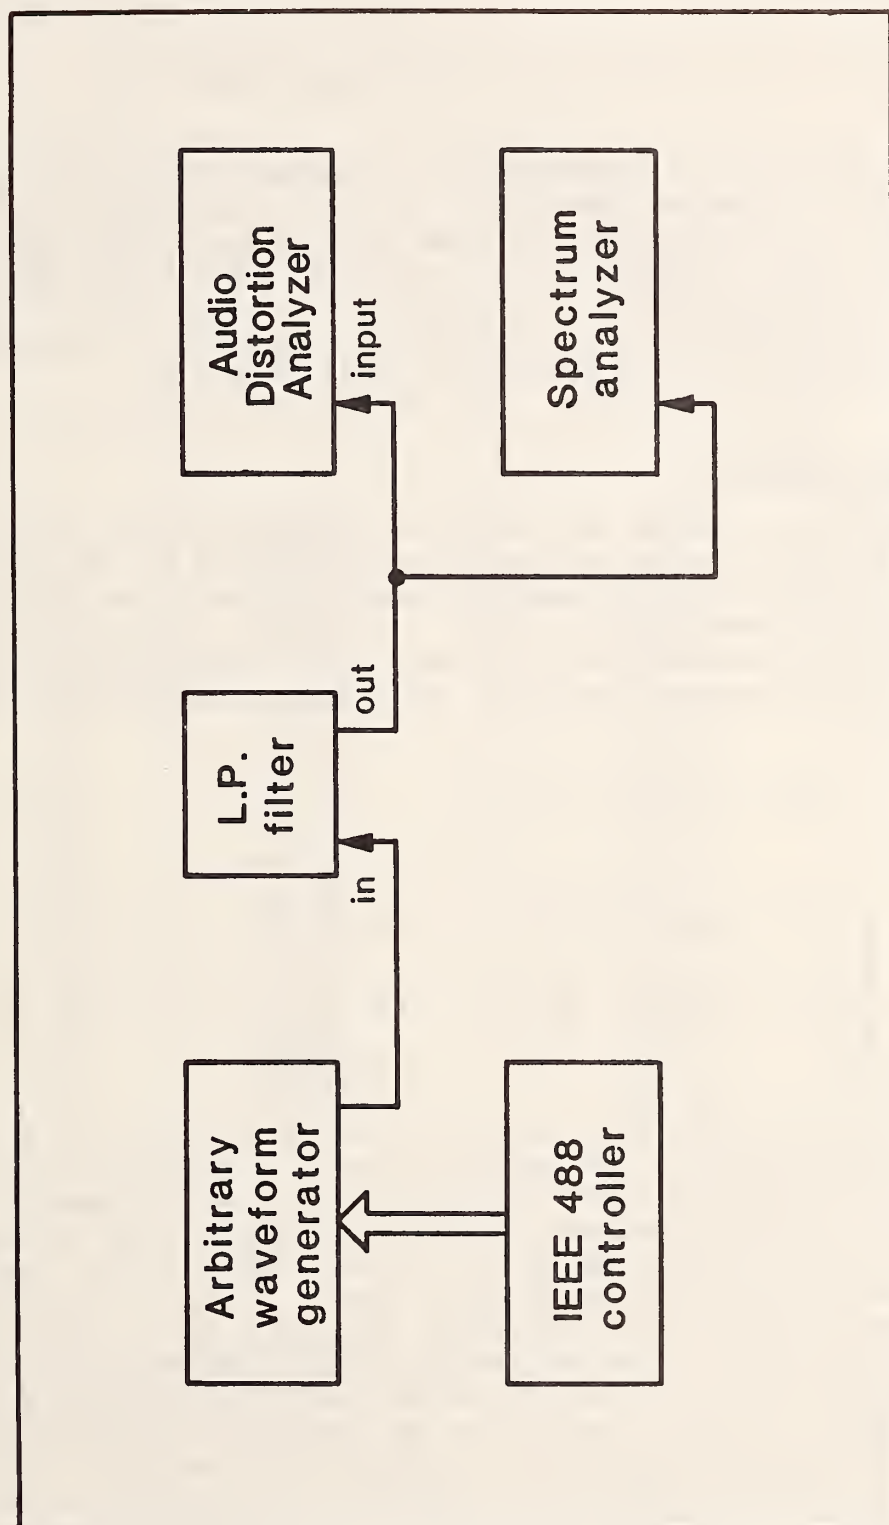 Arbitrary
waveform
generator
IEEE 488
controller
in
L.P.
filter
out
Audio
Distortion
Analyzer
input
Spectrum
analyzer